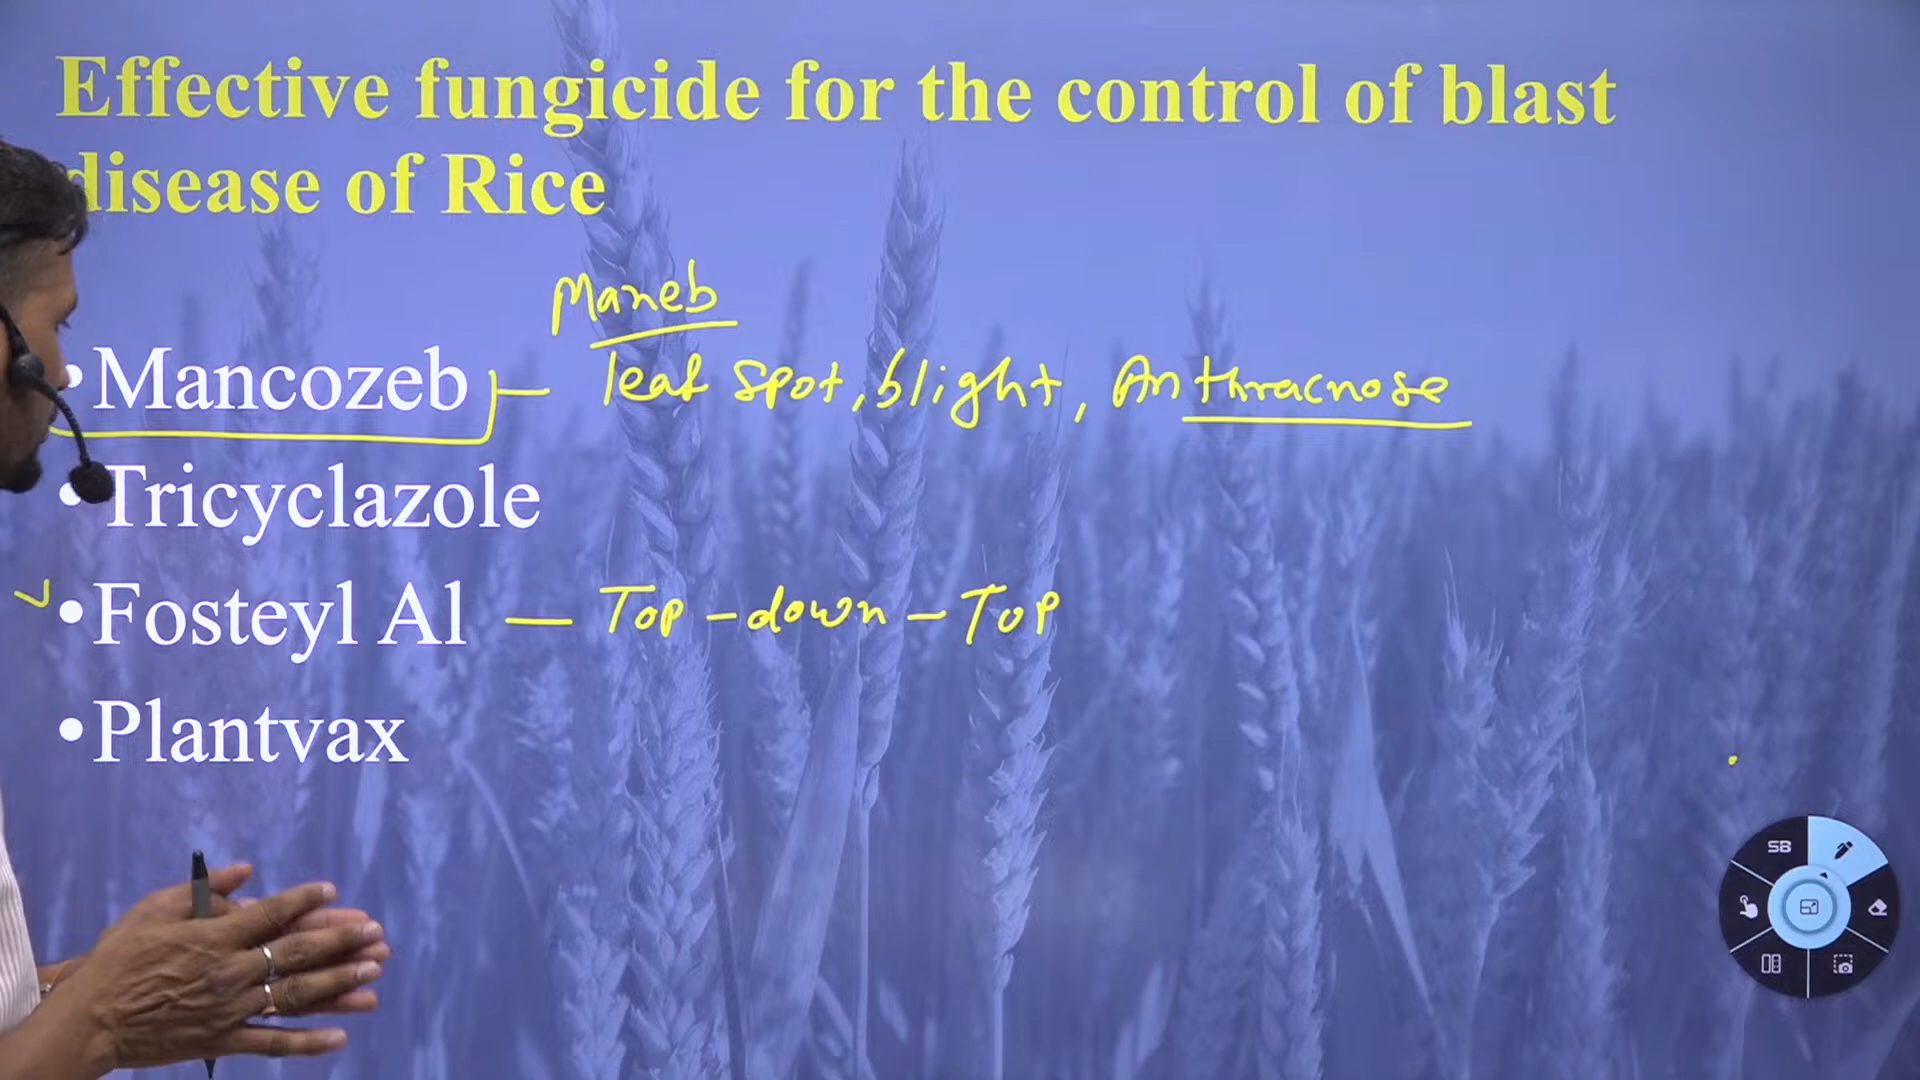 Effective fungicide for the control of blast
disease of Rice
Maneb
•Mancozeb — leaf spot, blight, Anthracnose
•Tricyclazole
•Fosteyl Al — Top - down - Top
•Plantvax
SB